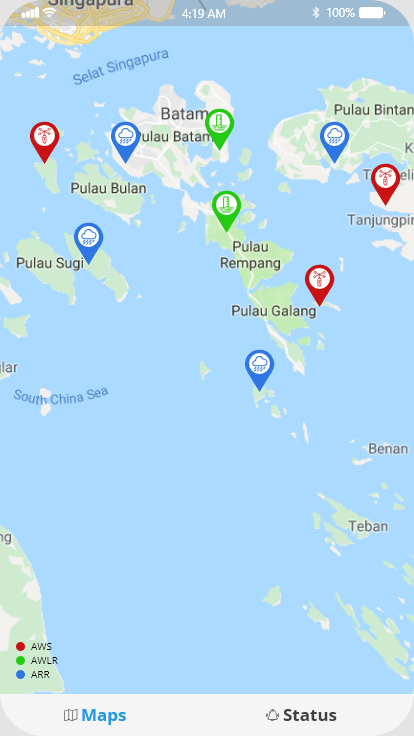 Singapura
4:19 AM
100%
Selat Singapura
Batam
Pulau Batam
Pulau Bintan
K
Pulau Bulan
Tanjungpin
Pulau
Rempang
Pulau Sugi
Pulau Galang
lar
South China Sea
Benan
Teban
ng
AWS
AWLR
ARR
Maps
Status